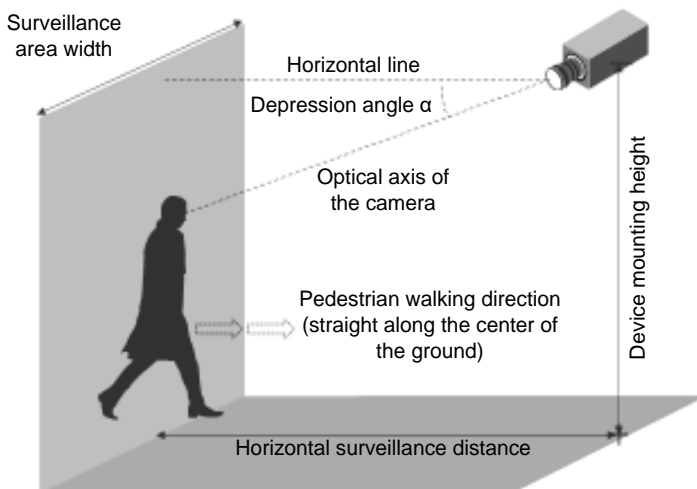 Surveillance
area width
Horizontal line
Depression angle α
Optical axis of
the camera
Device mounting height
Pedestrian walking direction
(straight along the center of
the ground)
Horizontal surveillance distance